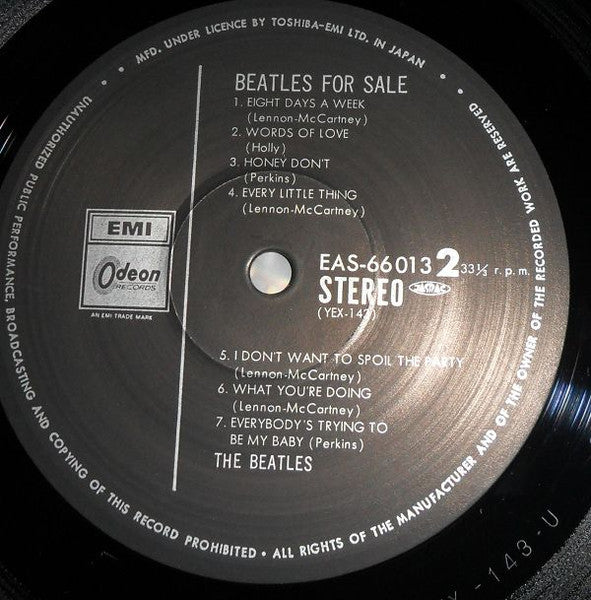 • MFD. UNDER LICENCE BY TOSHIBA-EMI LTD. IN JAPAN •
BEATLES FOR SALE
1. EIGHT DAYS A WEEK
(Lennon-McCartney)
2. WORDS OF LOVE
(Holly)
3. HONEY DON'T
(Perkins)
4. EVERY LITTLE THING
(Lennon-McCartney)
EMI
Odeon
RECORDS
AN EMI TRADE MARK
EAS-66013 2 33⅓ r.p.m.
STEREO JASRAC
(YEX-142)
5. I DON'T WANT TO SPOIL THE PARTY
(Lennon-McCartney)
6. WHAT YOU'RE DOING
(Lennon-McCartney)
7. EVERYBODY'S TRYING TO
BE MY BABY (Perkins)
THE BEATLES
UNAUTHORIZED PUBLIC PERFORMANCE, BROADCASTING AND COPYING OF THIS RECORD PROHIBITED • ALL RIGHTS OF THE MANUFACTURER AND OF THE OWNER OF THE RECORDED WORK ARE RESERVED
-143-U